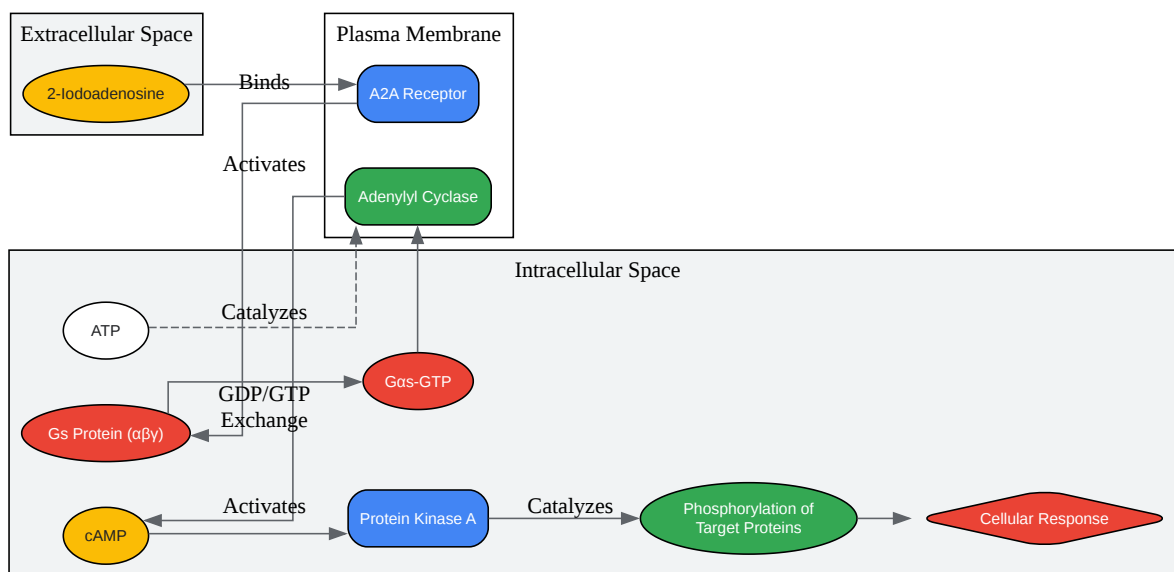 Extracellular Space
Plasma Membrane
2-Iodoadenosine
Binds
A2A Receptor
Activates
Adenylyl Cyclase
Intracellular Space
Catalyzes
ATP
Gαs-GTP
GDP/GTP
Exchange
Gs Protein (αβγ)
Activates
cAMP
Protein Kinase A
Catalyzes
Phosphorylation of
Target Proteins
Cellular Response